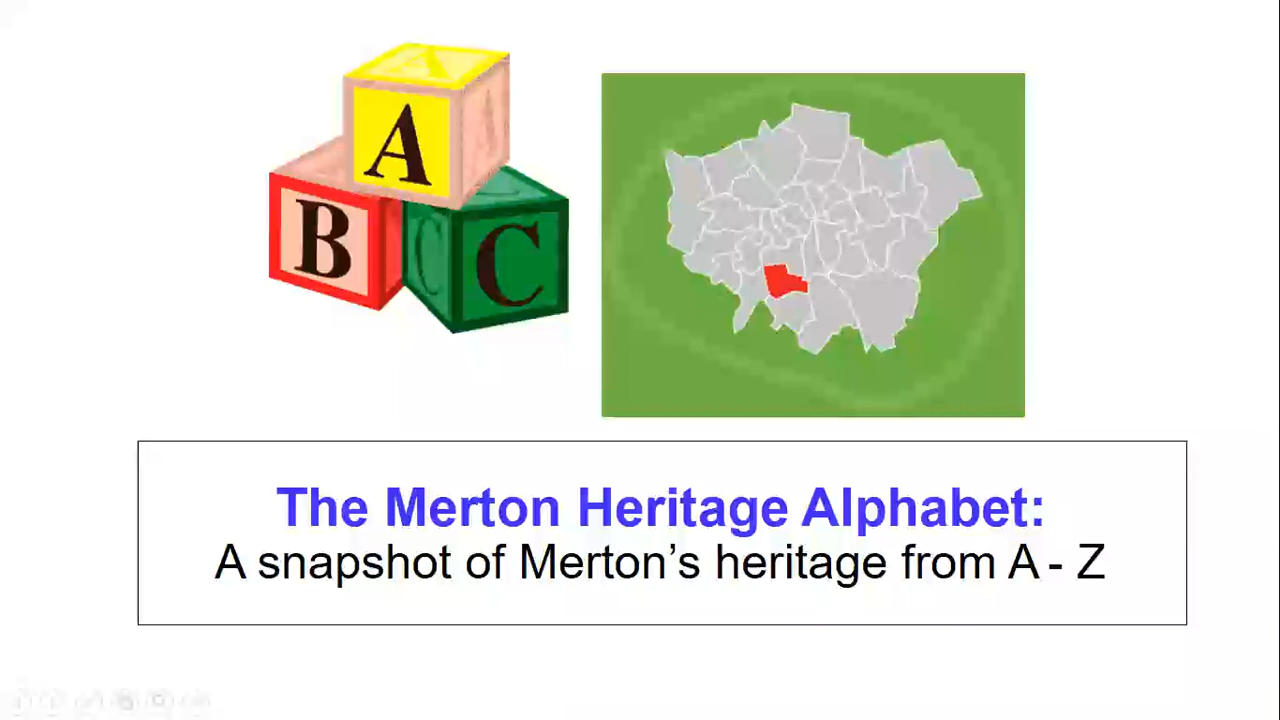 A
B
C
The Merton Heritage Alphabet:
A snapshot of Merton’s heritage from A - Z